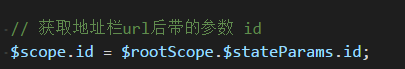 // 获取地址栏url后带的参数 id
$scope.id = $rootScope.$stateParams.id;